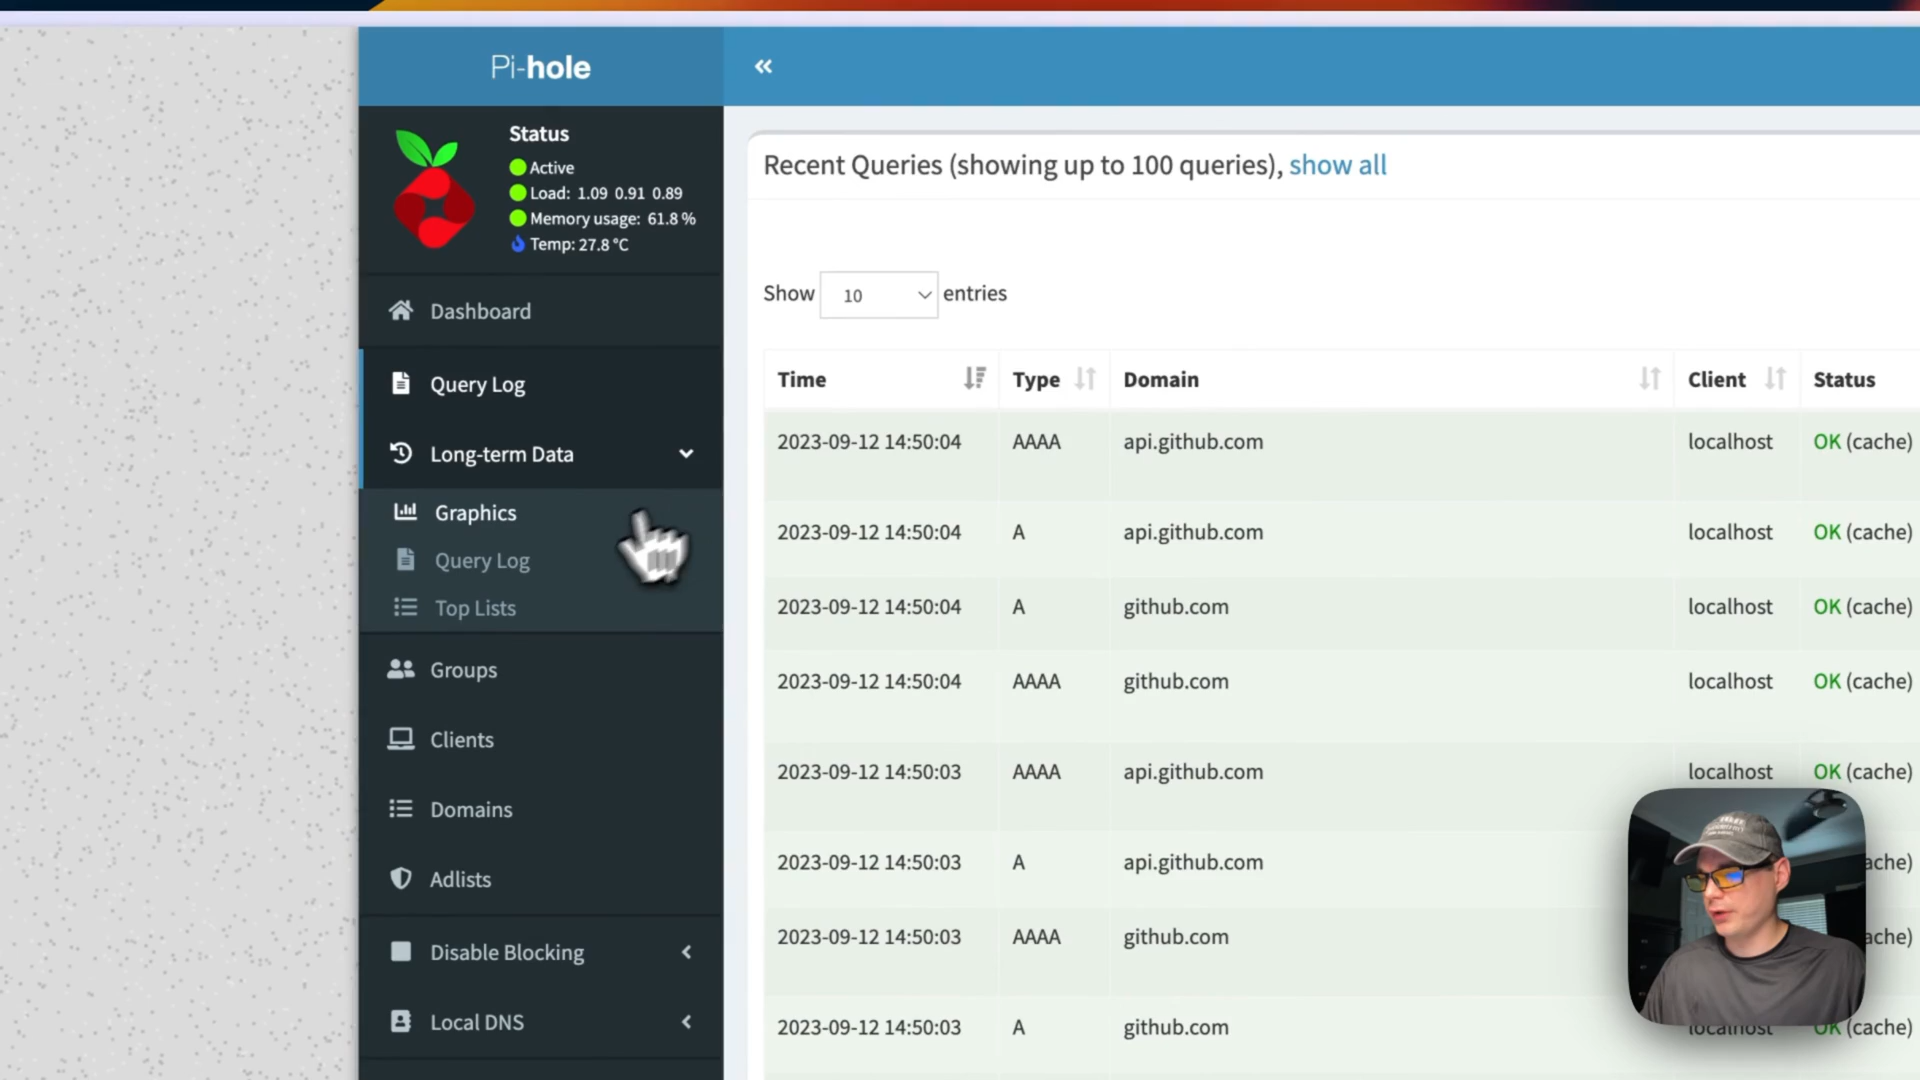 Pi-hole
Status
Active
Load: 1.09 0.91 0.89
Memory usage: 61.8 %
Temp: 27.8 °C
Dashboard
Query Log
Long-term Data
Graphics
Query Log
Top Lists
Groups
Clients
Domains
Adlists
Disable Blocking
Local DNS
Recent Queries (showing up to 100 queries), show all
Show 10 entries
Time Type Domain Client Status
2023-09-12 14:50:04 AAAA api.github.com localhost OK (cache)
2023-09-12 14:50:04 A api.github.com localhost OK (cache)
2023-09-12 14:50:04 A github.com localhost OK (cache)
2023-09-12 14:50:04 AAAA github.com localhost OK (cache)
2023-09-12 14:50:03 AAAA api.github.com localhost OK (cache)
2023-09-12 14:50:03 A api.github.com ache)
2023-09-12 14:50:03 AAAA github.com ache)
2023-09-12 14:50:03 A github.com localhost OK (cache)